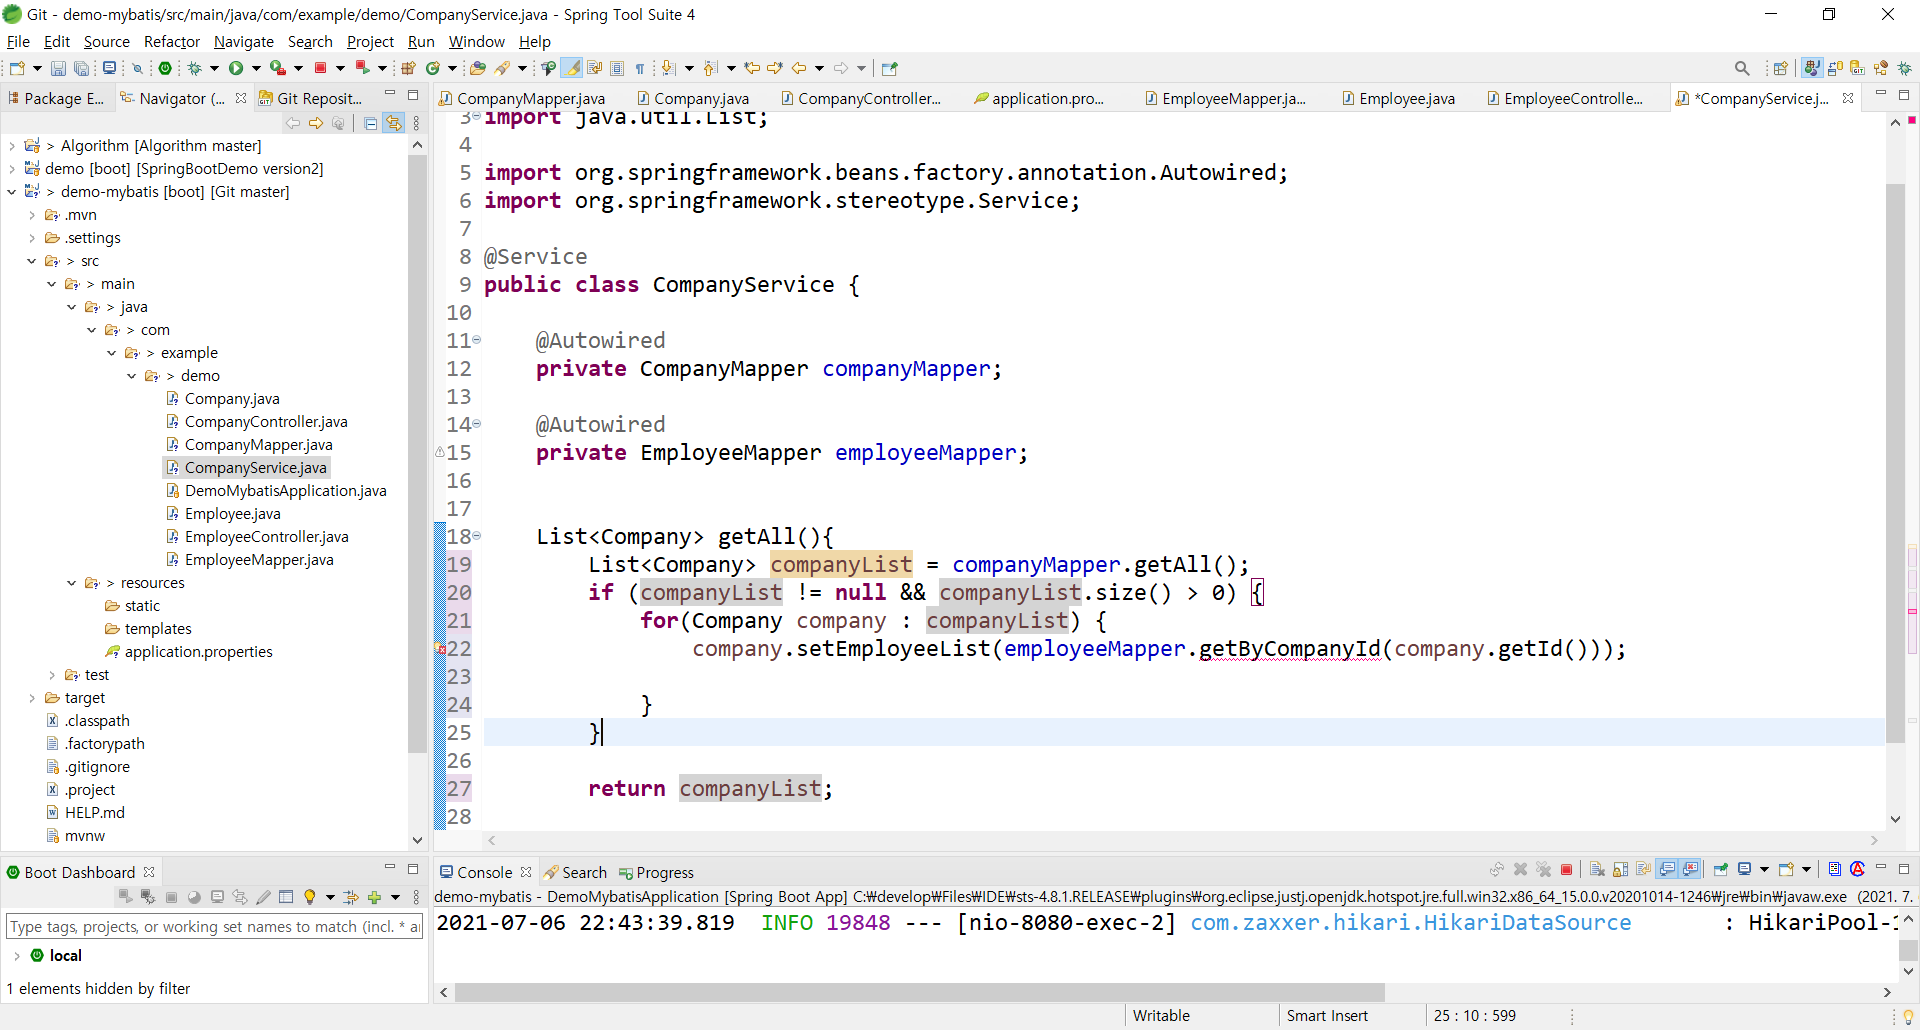 Git - demo-mybatis/src/main/java/com/example/demo/CompanyService.java - Spring Tool Suite 4
File Edit Source Refactor Navigate Search Project Run Window Help
Package E... Navigator (... Git Reposit...
CompanyMapper.java Company.java CompanyController... application.pro... EmployeeMapper.ja... Employee.java EmployeeControlle... *CompanyService.j...
> Algorithm [Algorithm master]
demo [boot] [SpringBootDemo version2]
> demo-mybatis [boot] [Git master]
.mvn
.settings
> src
> main
> java
> com
> example
> demo
Company.java
CompanyController.java
CompanyMapper.java
CompanyService.java
DemoMybatisApplication.java
Employee.java
EmployeeController.java
EmployeeMapper.java
> resources
static
templates
application.properties
test
target
.classpath
.factorypath
.gitignore
.project
HELP.md
mvnw
3 import java.util.List;
4
5 import org.springframework.beans.factory.annotation.Autowired;
6 import org.springframework.stereotype.Service;
7
8 @Service
9 public class CompanyService {
10
11 @Autowired
12 private CompanyMapper companyMapper;
13
14 @Autowired
15 private EmployeeMapper employeeMapper;
16
17
18 List<Company> getAll(){
19 List<Company> companyList = companyMapper.getAll();
20 if (companyList != null && companyList.size() > 0) {
21 for(Company company : companyList) {
22 company.setEmployeeList(employeeMapper.getByCompanyId(company.getId()));
23
24 }
25 }
26
27 return companyList;
28
Boot Dashboard
Type tags, projects, or working set names to match (incl. * a
local
1 elements hidden by filter
Console Search Progress
demo-mybatis - DemoMybatisApplication [Spring Boot App] C:₩develop₩Files₩IDE₩sts-4.8.1.RELEASE₩plugins₩org.eclipse.justj.openjdk.hotspot.jre.full.win32.x86_64_15.0.0.v20201014-1246₩jre₩bin₩javaw.exe (2021. 7.
2021-07-06 22:43:39.819 INFO 19848 --- [nio-8080-exec-2] com.zaxxer.hikari.HikariDataSource : HikariPool-1
Writable Smart Insert 25 : 10 : 599